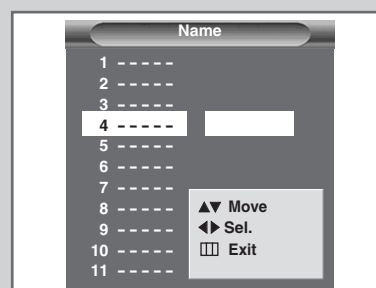 Name
1 -----
2 -----
3 -----
4 -----
5 -----
6 -----
7 -----
8 -----
9 -----
10 -----
11 -----
▲▼ Move
◀▶ Sel.
Exit